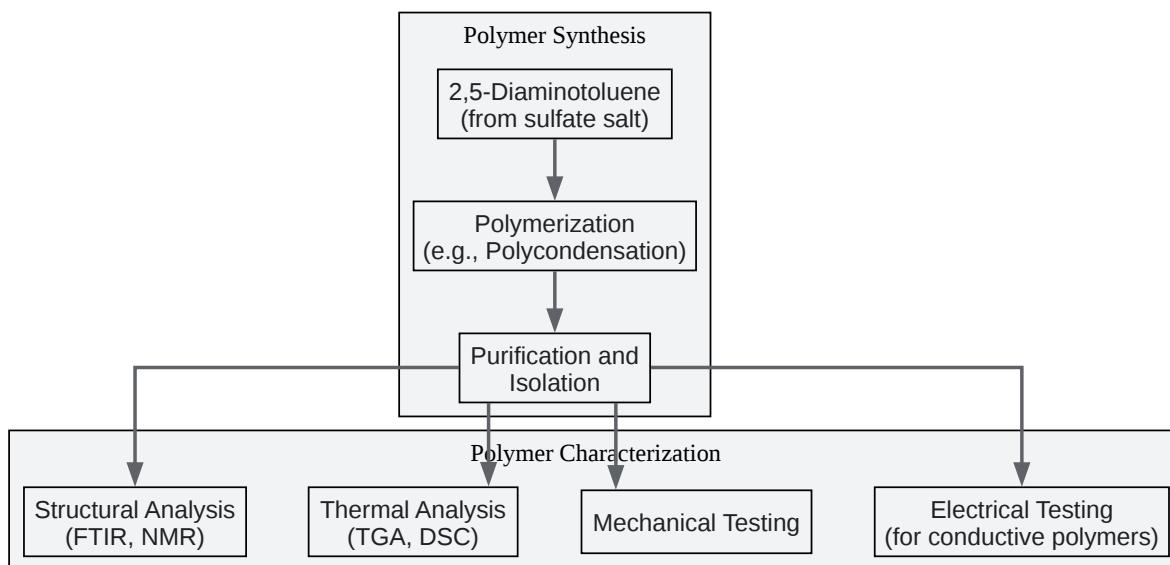 Polymer Synthesis
2,5-Diaminotoluene
(from sulfate salt)
Polymerization
(e.g., Polycondensation)
Purification and
Isolation
Polymer Characterization
Structural Analysis
(FTIR, NMR)
Thermal Analysis
(TGA, DSC)
Mechanical Testing
Electrical Testing
(for conductive polymers)